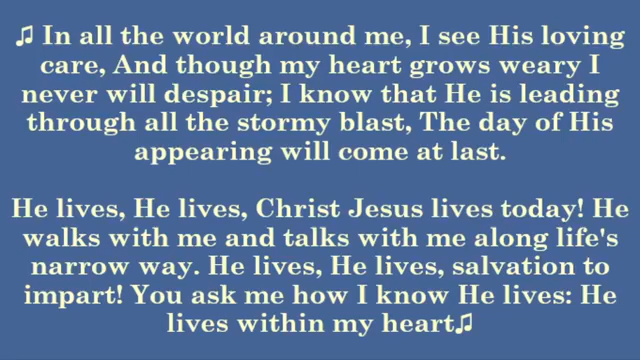 ♫ In all the world around me, I see His loving
care, And though my heart grows weary I
never will despair; I know that He is leading
through all the stormy blast, The day of His
appearing will come at last.
He lives, He lives, Christ Jesus lives today! He
walks with me and talks with me along life's
narrow way. He lives, He lives, salvation to
impart! You ask me how I know He lives: He
lives within my heart♫